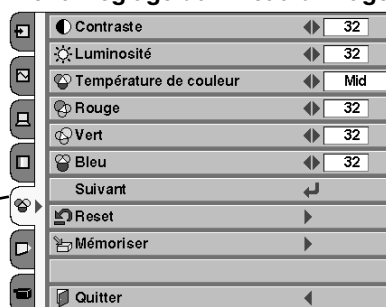 Contraste 32
Luminosité 32
Température de couleur Mid
Rouge 32
Vert 32
Bleu 32
Suivant
Reset
Mémoriser
Quitter